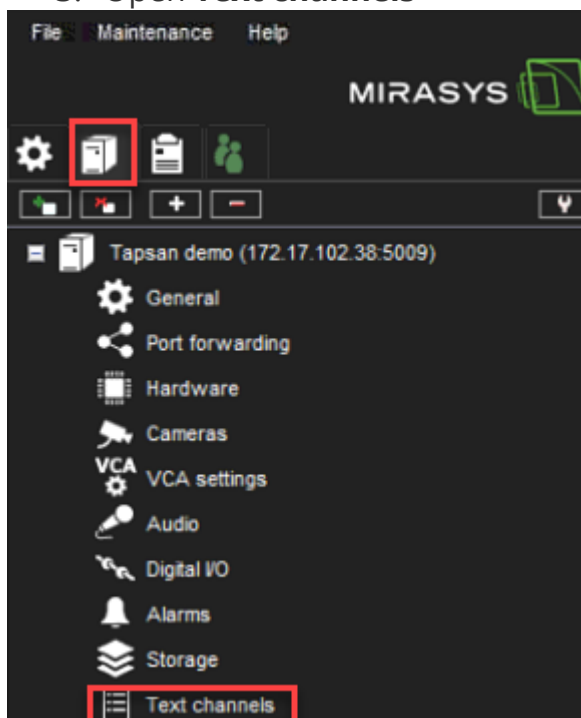 File Maintenance Help
MIRASYS
Tapsan demo (172.17.102.38:5009)
General
Port forwarding
Hardware
Cameras
VCA VCA settings
Audio
Digital I/O
Alarms
Storage
Text channels